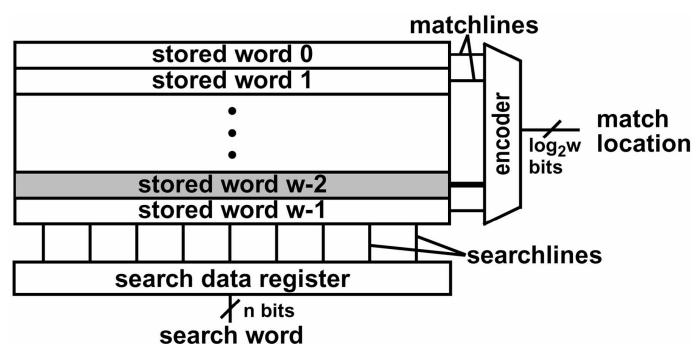 matchlines
stored word 0
stored word 1
stored word w-2
stored word w-1
encoder
log2w
bits
match
location
searchlines
search data register
n bits
search word